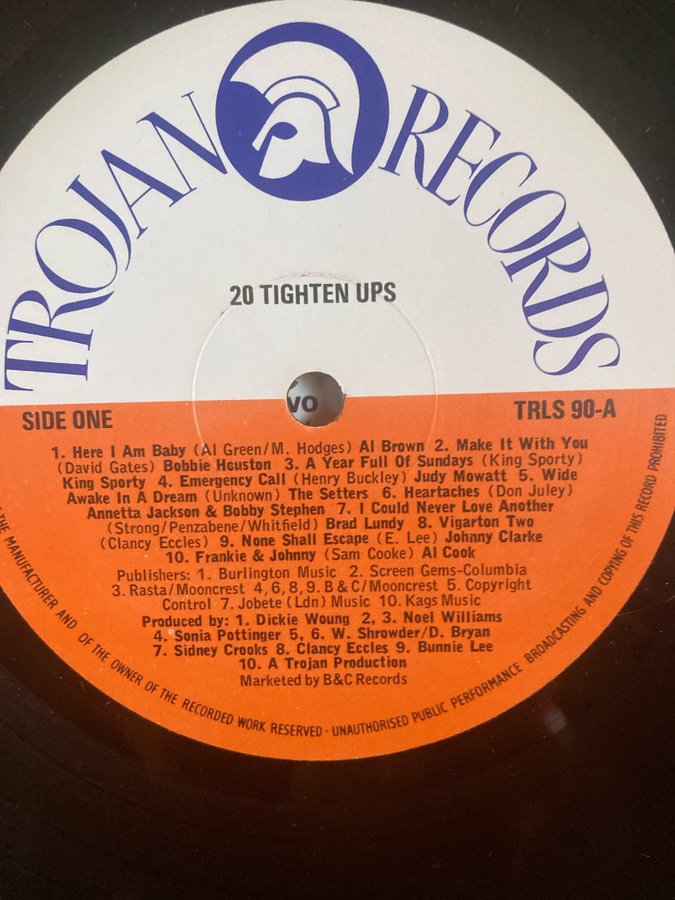 TROJAN RECORDS
20 TIGHTEN UPS
VO
SIDE ONE
TRLS 90-A
1. Here I Am Baby (Al Green/M. Hodges) Al Brown 2. Make It With You
(David Gates) Bobbie Houston 3. A Year Full Of Sundays (King Sporty)
King Sporty 4. Emergency Call (Henry Buckley) Judy Mowatt 5. Wide
Awake In A Dream (Unknown) The Setters 6. Heartaches (Don Juley)
Annetta Jackson & Bobby Stephen 7. I Could Never Love Another
(Strong/Penzabene/Whitfield) Brad Lundy 8. Vigarton Two
(Clancy Eccles) 9. None Shall Escape (E. Lee) Johnny Clarke
10. Frankie & Johnny (Sam Cooke) Al Cook
Publishers: 1. Burlington Music 2. Screen Gems-Columbia
3. Rasta/Mooncrest 4, 6, 8, 9. B & C/Mooncrest 5. Copyright
Control 7. Jobete (Ldn) Music 10. Kags Music
Produced by: 1. Dickie Woung 2, 3. Noel Williams
4. Sonia Pottinger 5, 6. W. Shrowder/D. Bryan
7. Sidney Crooks 8. Clancy Eccles 9. Bunnie Lee
10. A Trojan Production
Marketed by B&C Records
THE MANUFACTURER AND OF THE OWNER OF THE RECORDED WORK RESERVED · UNAUTHORISED PUBLIC PERFORMANCE BROADCASTING AND COPYING OF THIS RECORD PROHIBITED